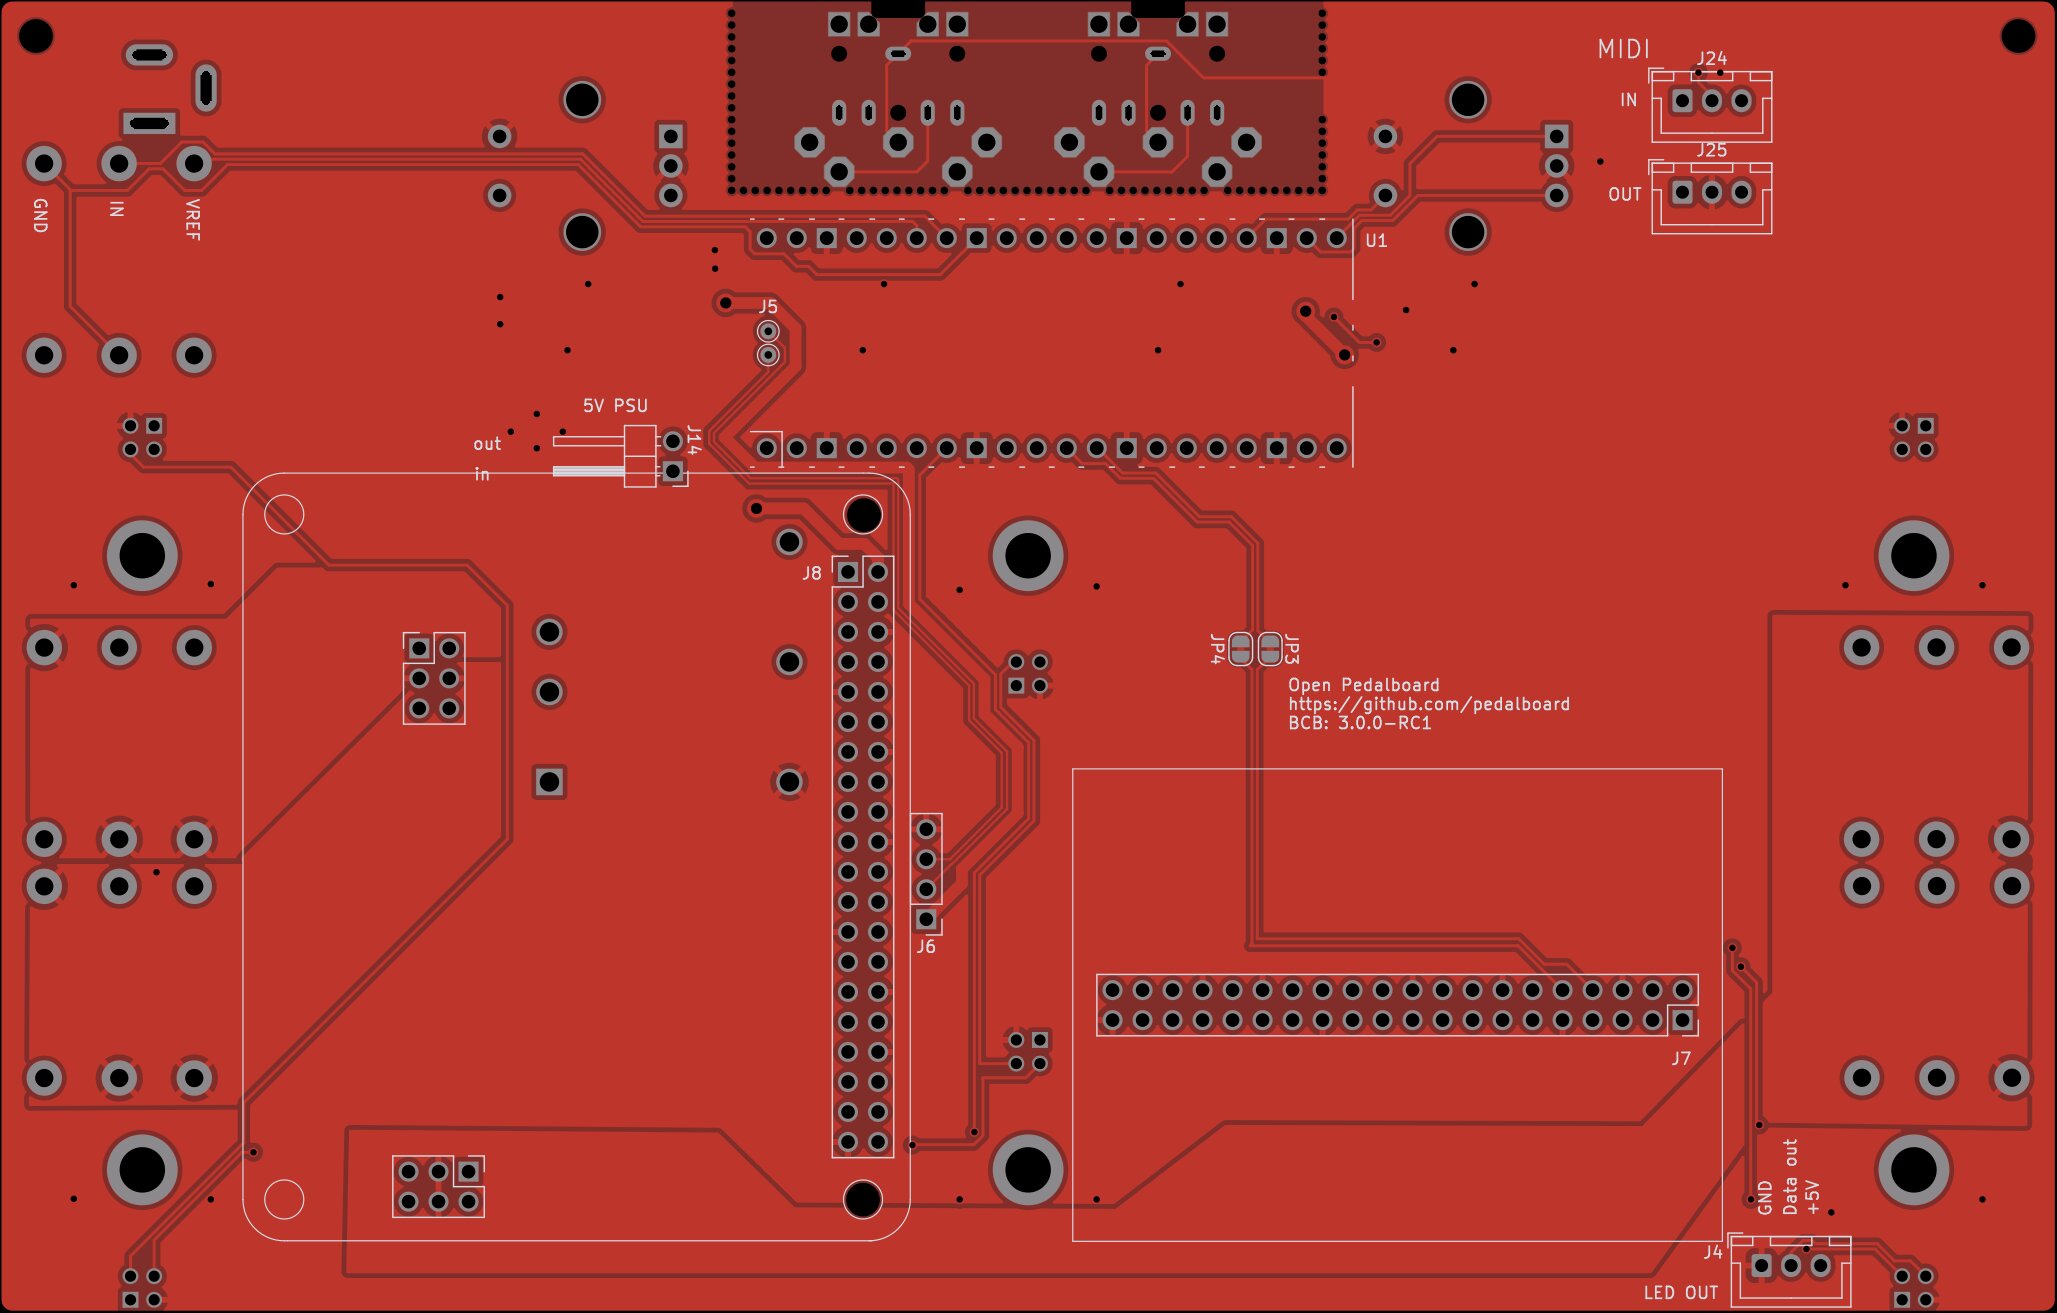 MIDI
J24
IN
J25
OUT
GND
IN
VREF
U1
J5
5V PSU
out
in
J14
J8
JP4
JP3
Open Pedalboard
https://github.com/pedalboard
BCB: 3.0.0-RC1
J6
J7
GND
Data out
+5V
J4
LED OUT